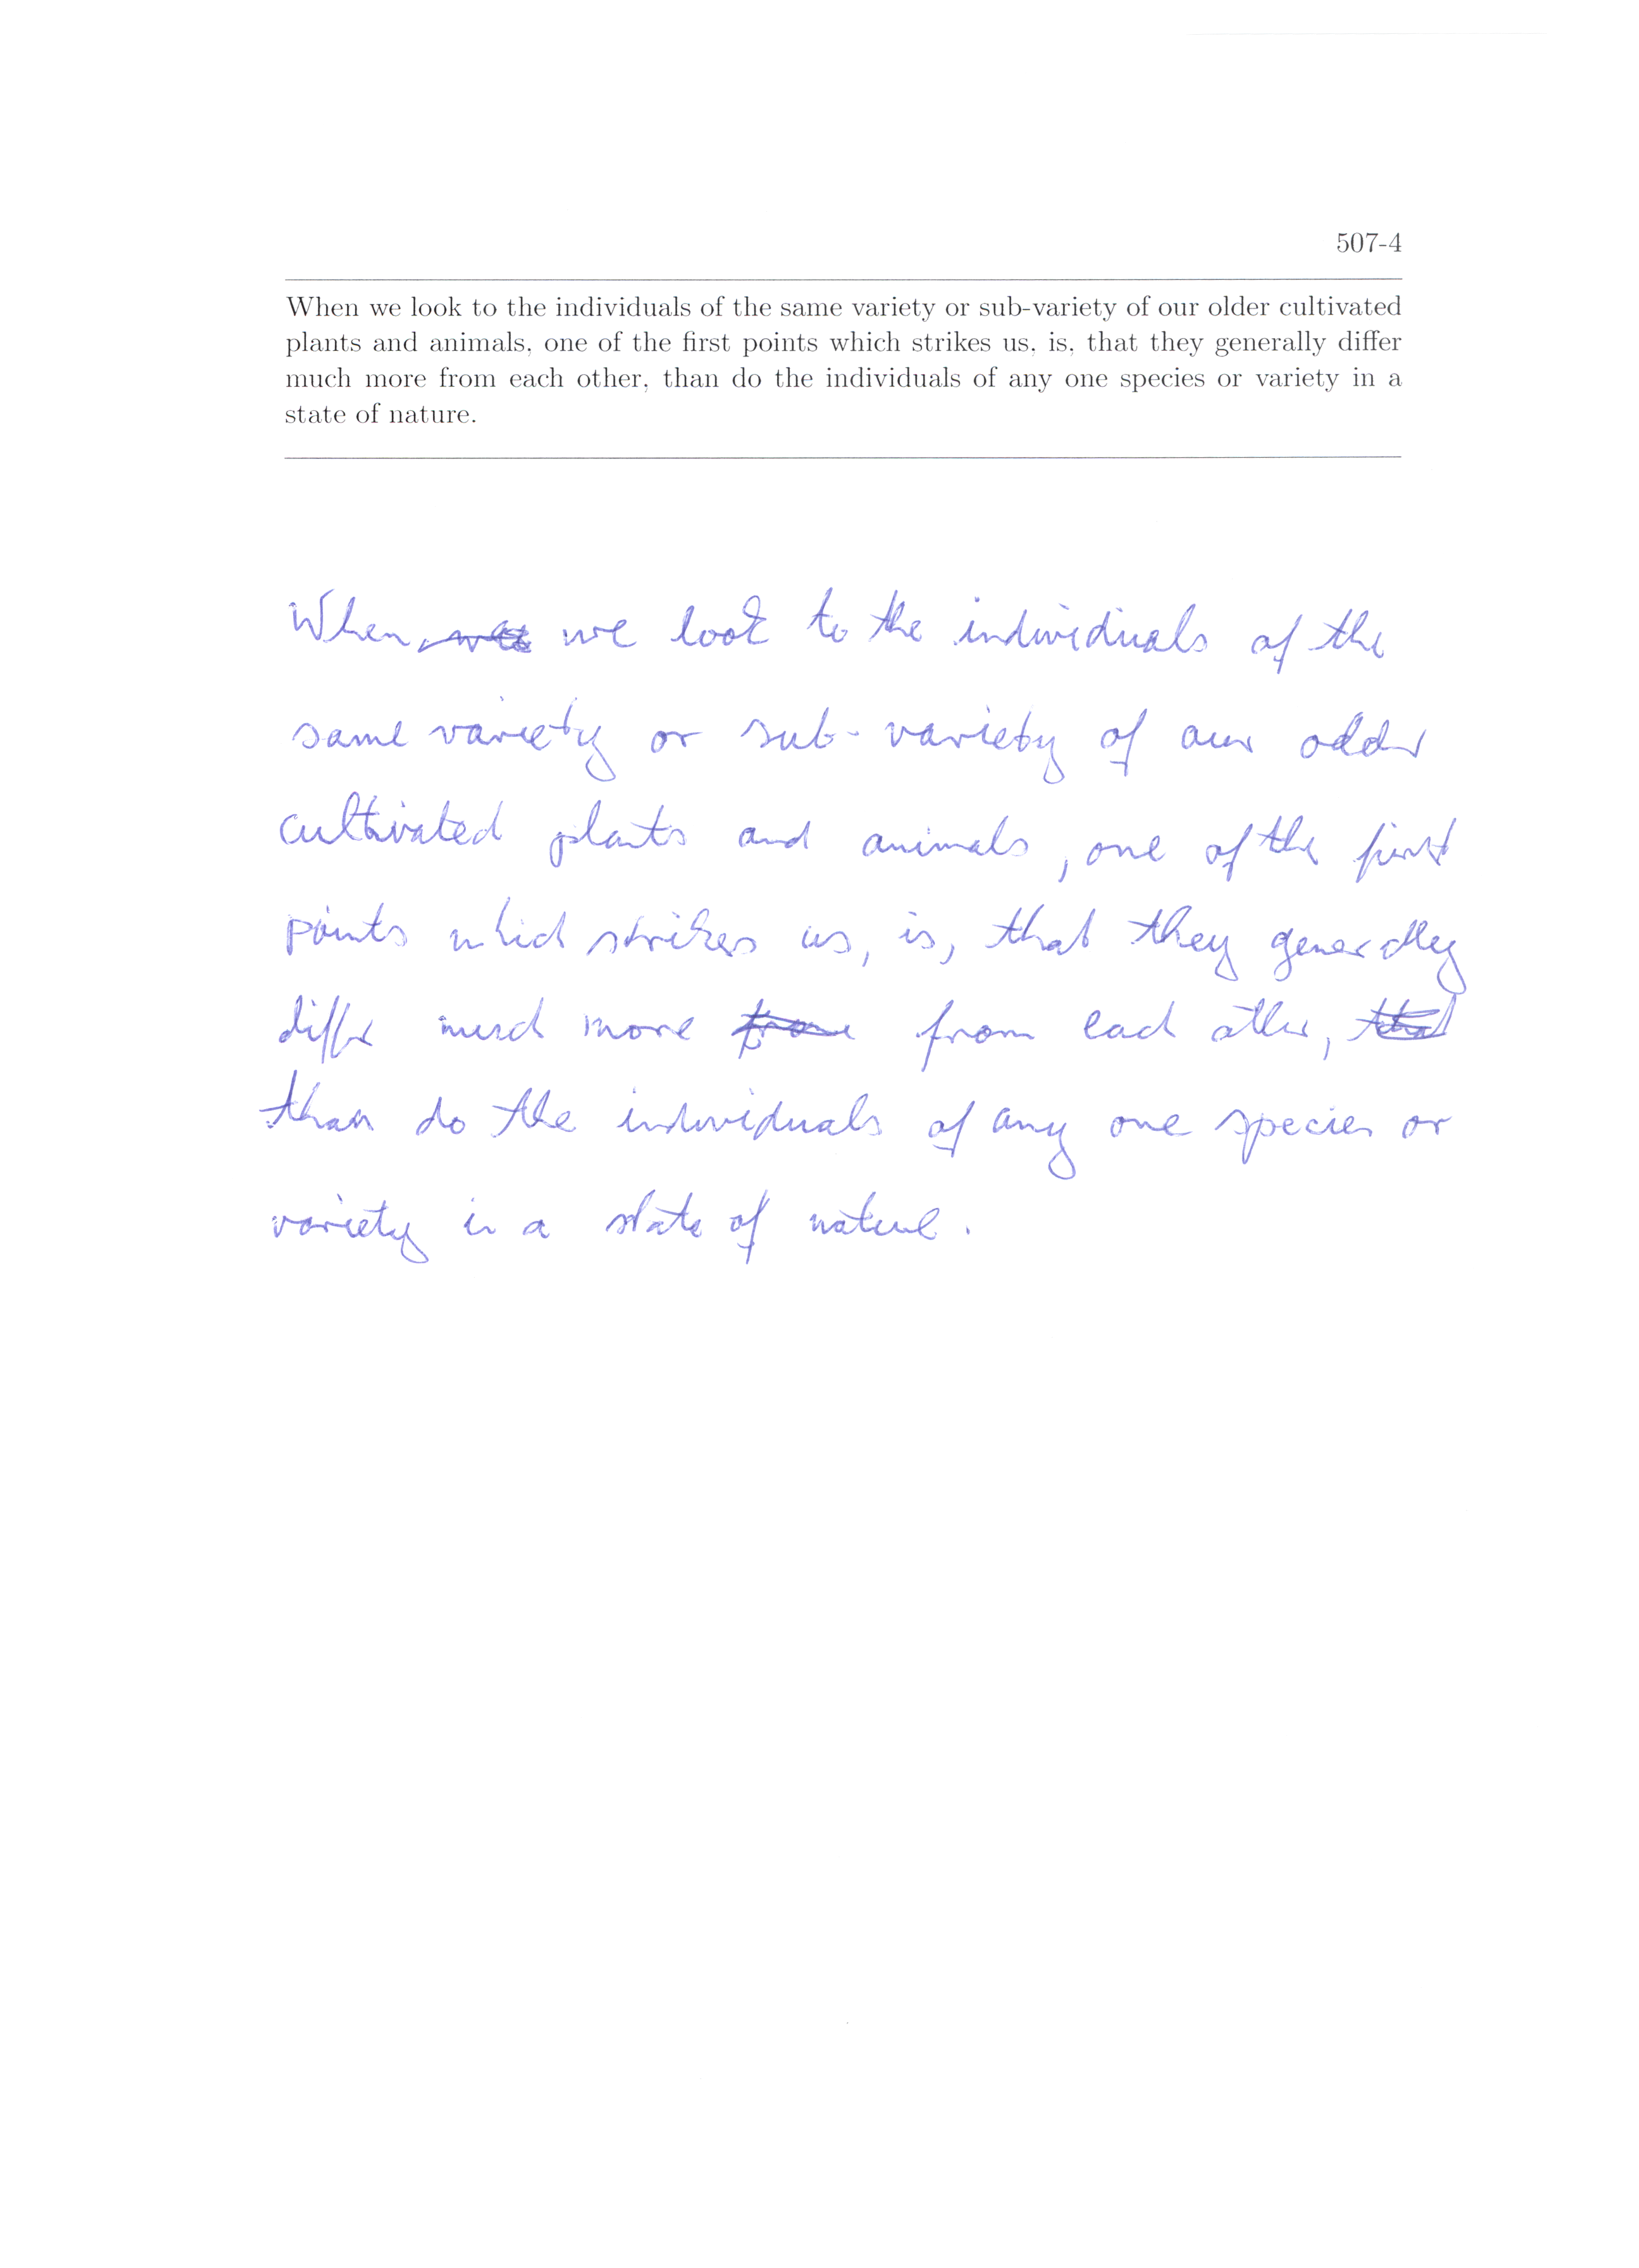 507-4
When we look to the individuals of the same variety or sub-variety of our older cultivated
plants and animals, one of the first points which strikes us, is, that they generally differ
much more from each other, than do the individuals of any one species or variety in a
state of nature.
When we look to the individuals of the
same variety or sub-variety of our older
cultivated plants and animals, one of the first
points which strikes us, is, that they generally
differ much more from each other,
than do the individuals of any one species or
variety in a state of nature.